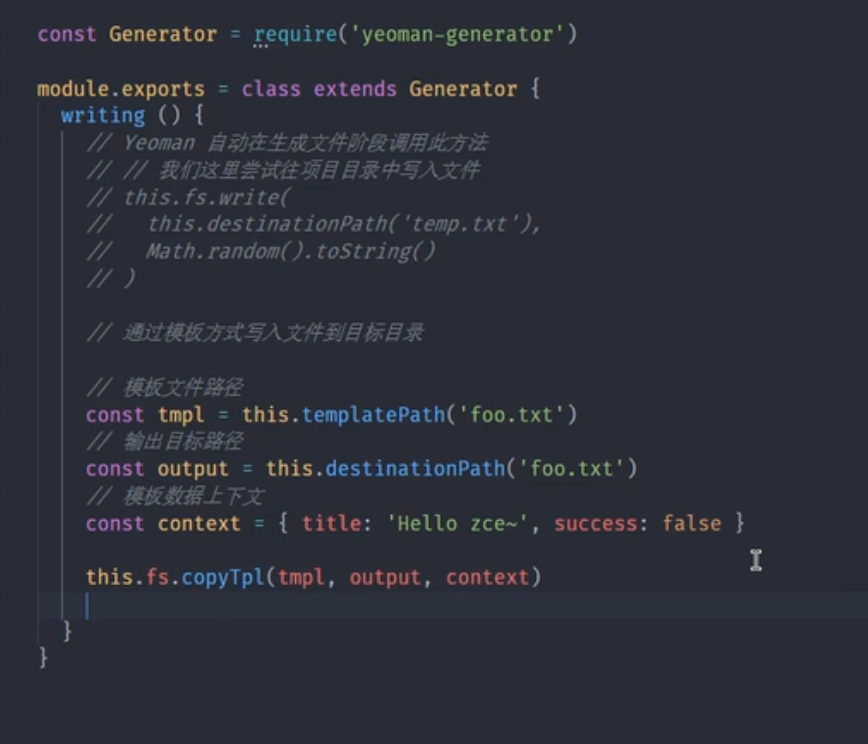 const Generator = require('yeoman-generator')
module.exports = class extends Generator {
writing () {
// Yeoman 自动在生成文件阶段调用此方法
// // 我们这里尝试往项目目录中写入文件
// this.fs.write(
//   this.destinationPath('temp.txt'),
//   Math.random().toString()
// )
// 通过模板方式写入文件到目标目录
// 模板文件路径
const tmpl = this.templatePath('foo.txt')
// 输出目标路径
const output = this.destinationPath('foo.txt')
// 模板数据上下文
const context = { title: 'Hello zce~', success: false }
this.fs.copyTpl(tmpl, output, context)
}
}